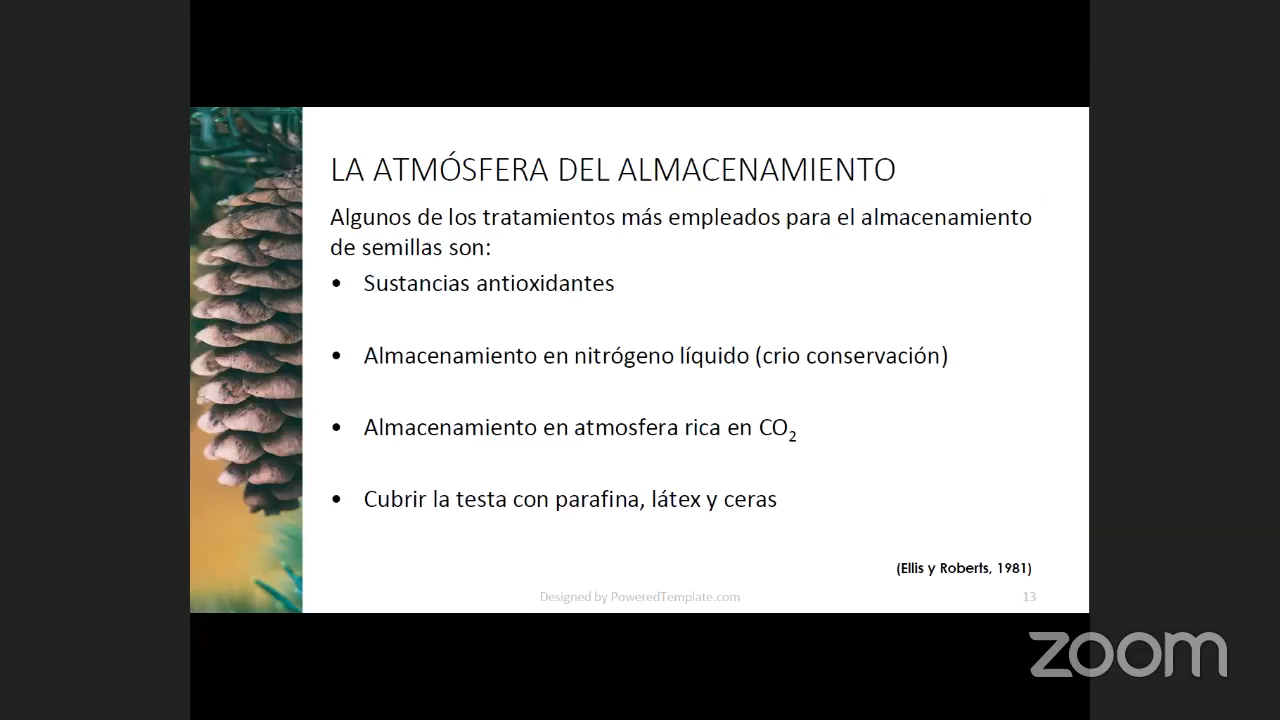 LA ATMÓSFERA DEL ALMACENAMIENTO
Algunos de los tratamientos más empleados para el almacenamiento
de semillas son:
• Sustancias antioxidantes
• Almacenamiento en nitrógeno líquido (crio conservación)
• Almacenamiento en atmosfera rica en CO₂
• Cubrir la testa con parafina, látex y ceras
(Ellis y Roberts, 1981)
Designed by PoweredTemplate.com
13
zoom